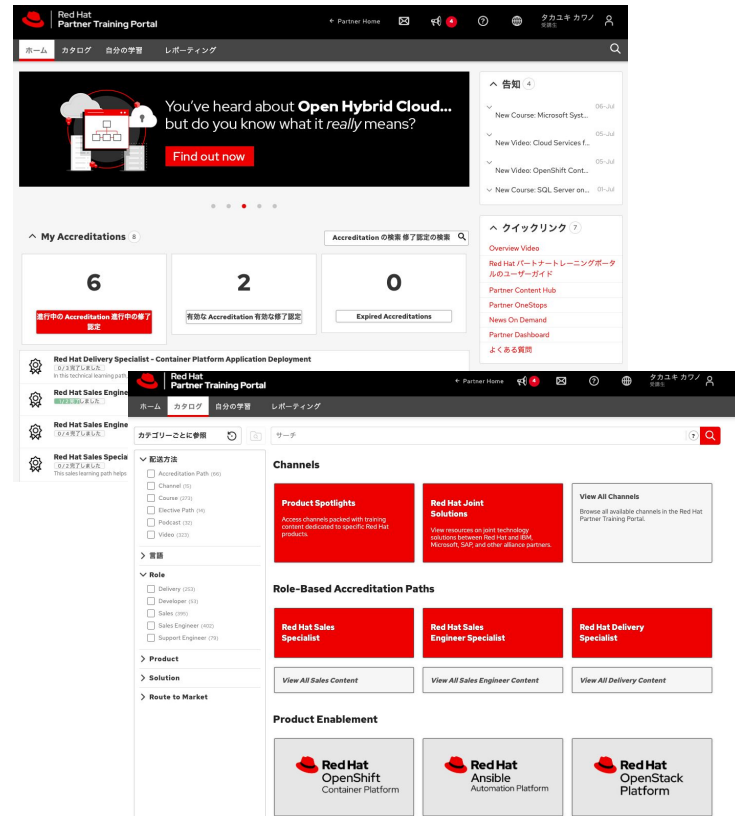 Red Hat
Partner Training Portal
← Partner Home
4
タカユキ カワノ
受講生
ホーム カタログ 自分の学習 レポーティング
You've heard about Open Hybrid Cloud...
but do you know what it really means?
Find out now
告知 4
06-Jul
New Course: Microsoft Syst...
05-Jul
New Video: Cloud Services f...
05-Jul
New Video: OpenShift Cont...
New Course: SQL Server on... 01-Jul
My Accreditations 8
Accreditation の検索 修了認定の検索
6
進行中の Accreditation 進行中の修了
認定
2
有効な Accreditation 有効な修了認定
0
Expired Accreditations
クイックリンク 7
Overview Video
Red Hat パートナートレーニングポータ
ルのユーザーガイド
Partner Content Hub
Partner OneStops
News On Demand
Partner Dashboard
よくある質問
Red Hat Delivery Specialist - Container Platform Application Deployment
0/3完了しました
In this technical learning path
Red Hat Sales Engine
しました
Red Hat Sales Engine
0/4完了しました
Red Hat Sales Specia
0/2完了しました
This sales learning path helps
Red Hat
Partner Training Portal
← Partner Home
4
タカユキ カワノ
受講生
ホーム カタログ 自分の学習 レポーティング
カテゴリーごとに参照
サーチ
?
配送方法
Accreditation Path (66)
Channel (15)
Course (273)
Elective Path (14)
Podcast (32)
Video (323)
言語
Role
Delivery (253)
Developer (53)
Sales (395)
Sales Engineer (402)
Support Engineer (79)
Product
Solution
Route to Market
Channels
Product Spotlights
Access channels packed with training
content dedicated to specific Red Hat
products.
Red Hat Joint
Solutions
View resources on joint technology
solutions between Red Hat and IBM,
Microsoft, SAP, and other alliance partners.
View All Channels
Browse all available channels in the Red Hat
Partner Training Portal.
Role-Based Accreditation Paths
Red Hat Sales
Specialist
Red Hat Sales
Engineer Specialist
Red Hat Delivery
Specialist
View All Sales Content
View All Sales Engineer Content
View All Delivery Content
Product Enablement
Red Hat
OpenShift
Container Platform
Red Hat
Ansible
Automation Platform
Red Hat
OpenStack
Platform